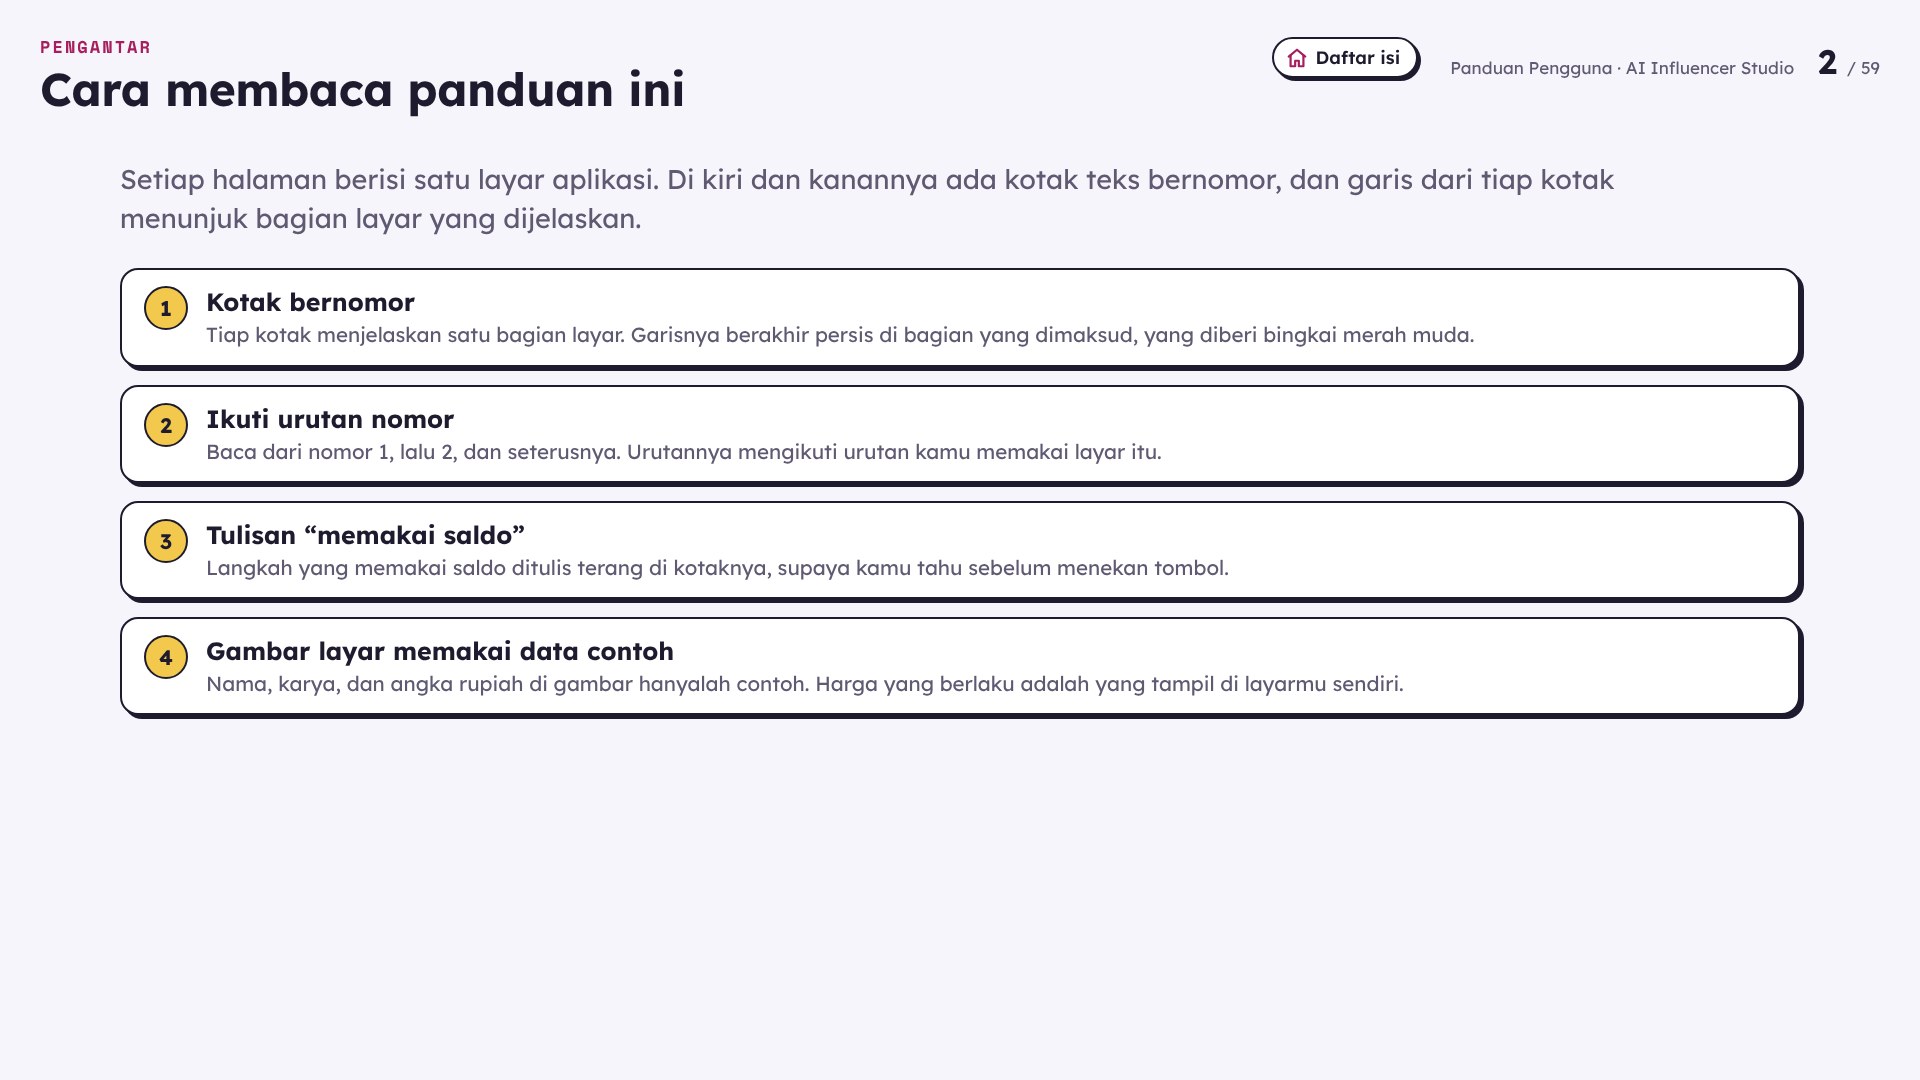 PENGANTAR
Cara membaca panduan ini
Daftar isi
Panduan Pengguna · AI Influencer Studio
2 / 59
Setiap halaman berisi satu layar aplikasi. Di kiri dan kanannya ada kotak teks bernomor, dan garis dari tiap kotak
menunjuk bagian layar yang dijelaskan.
1
Kotak bernomor
Tiap kotak menjelaskan satu bagian layar. Garisnya berakhir persis di bagian yang dimaksud, yang diberi bingkai merah muda.
2
Ikuti urutan nomor
Baca dari nomor 1, lalu 2, dan seterusnya. Urutannya mengikuti urutan kamu memakai layar itu.
3
Tulisan “memakai saldo”
Langkah yang memakai saldo ditulis terang di kotaknya, supaya kamu tahu sebelum menekan tombol.
4
Gambar layar memakai data contoh
Nama, karya, dan angka rupiah di gambar hanyalah contoh. Harga yang berlaku adalah yang tampil di layarmu sendiri.